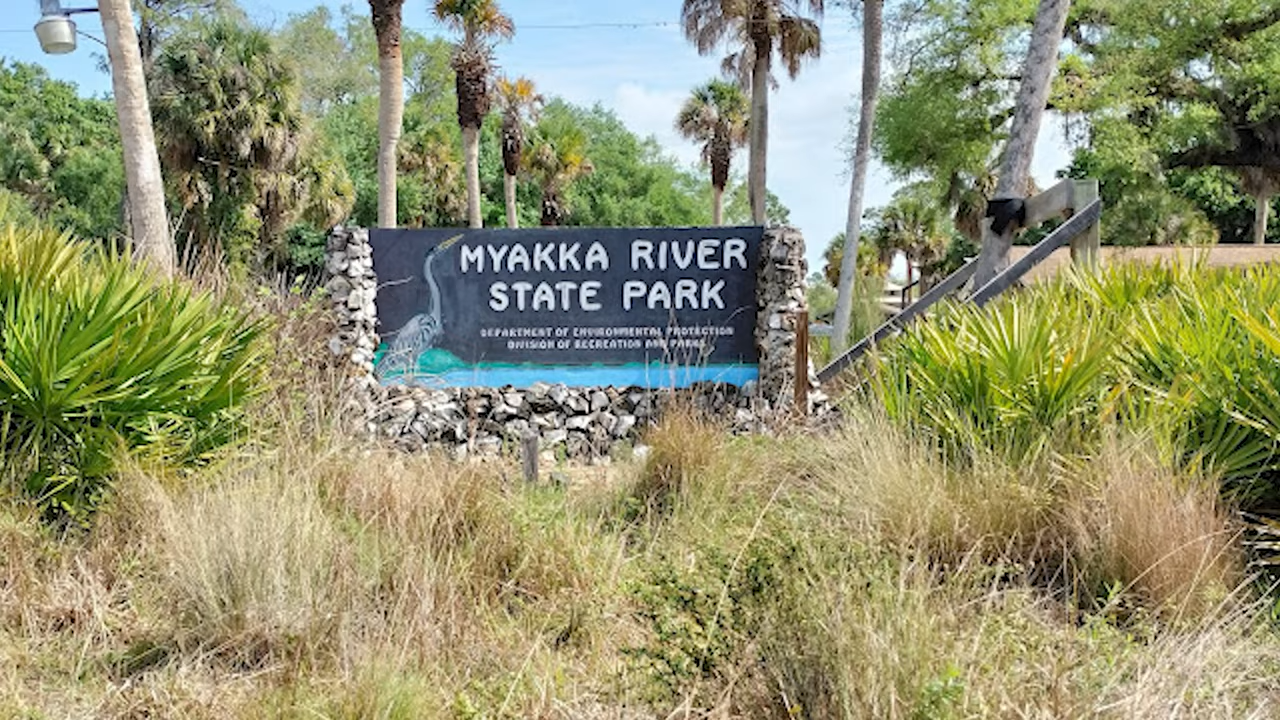 MYAKKA RIVER
STATE PARK
DEPARTMENT OF ENVIRONMENTAL PROTECTION
DIVISION OF RECREATION AND PARKS